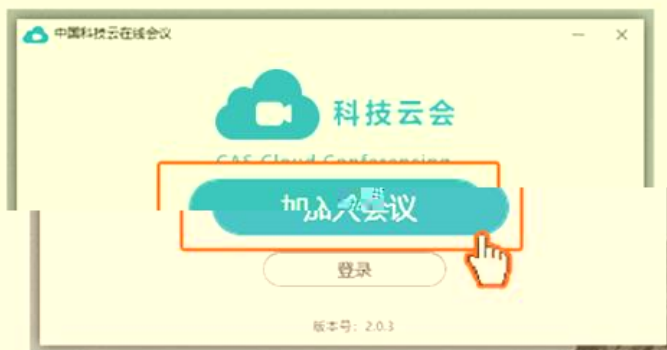 中国科技云在线会议
科技云会
CAS Cloud Conferencing
加入会议
登录
版本号：2.0.3